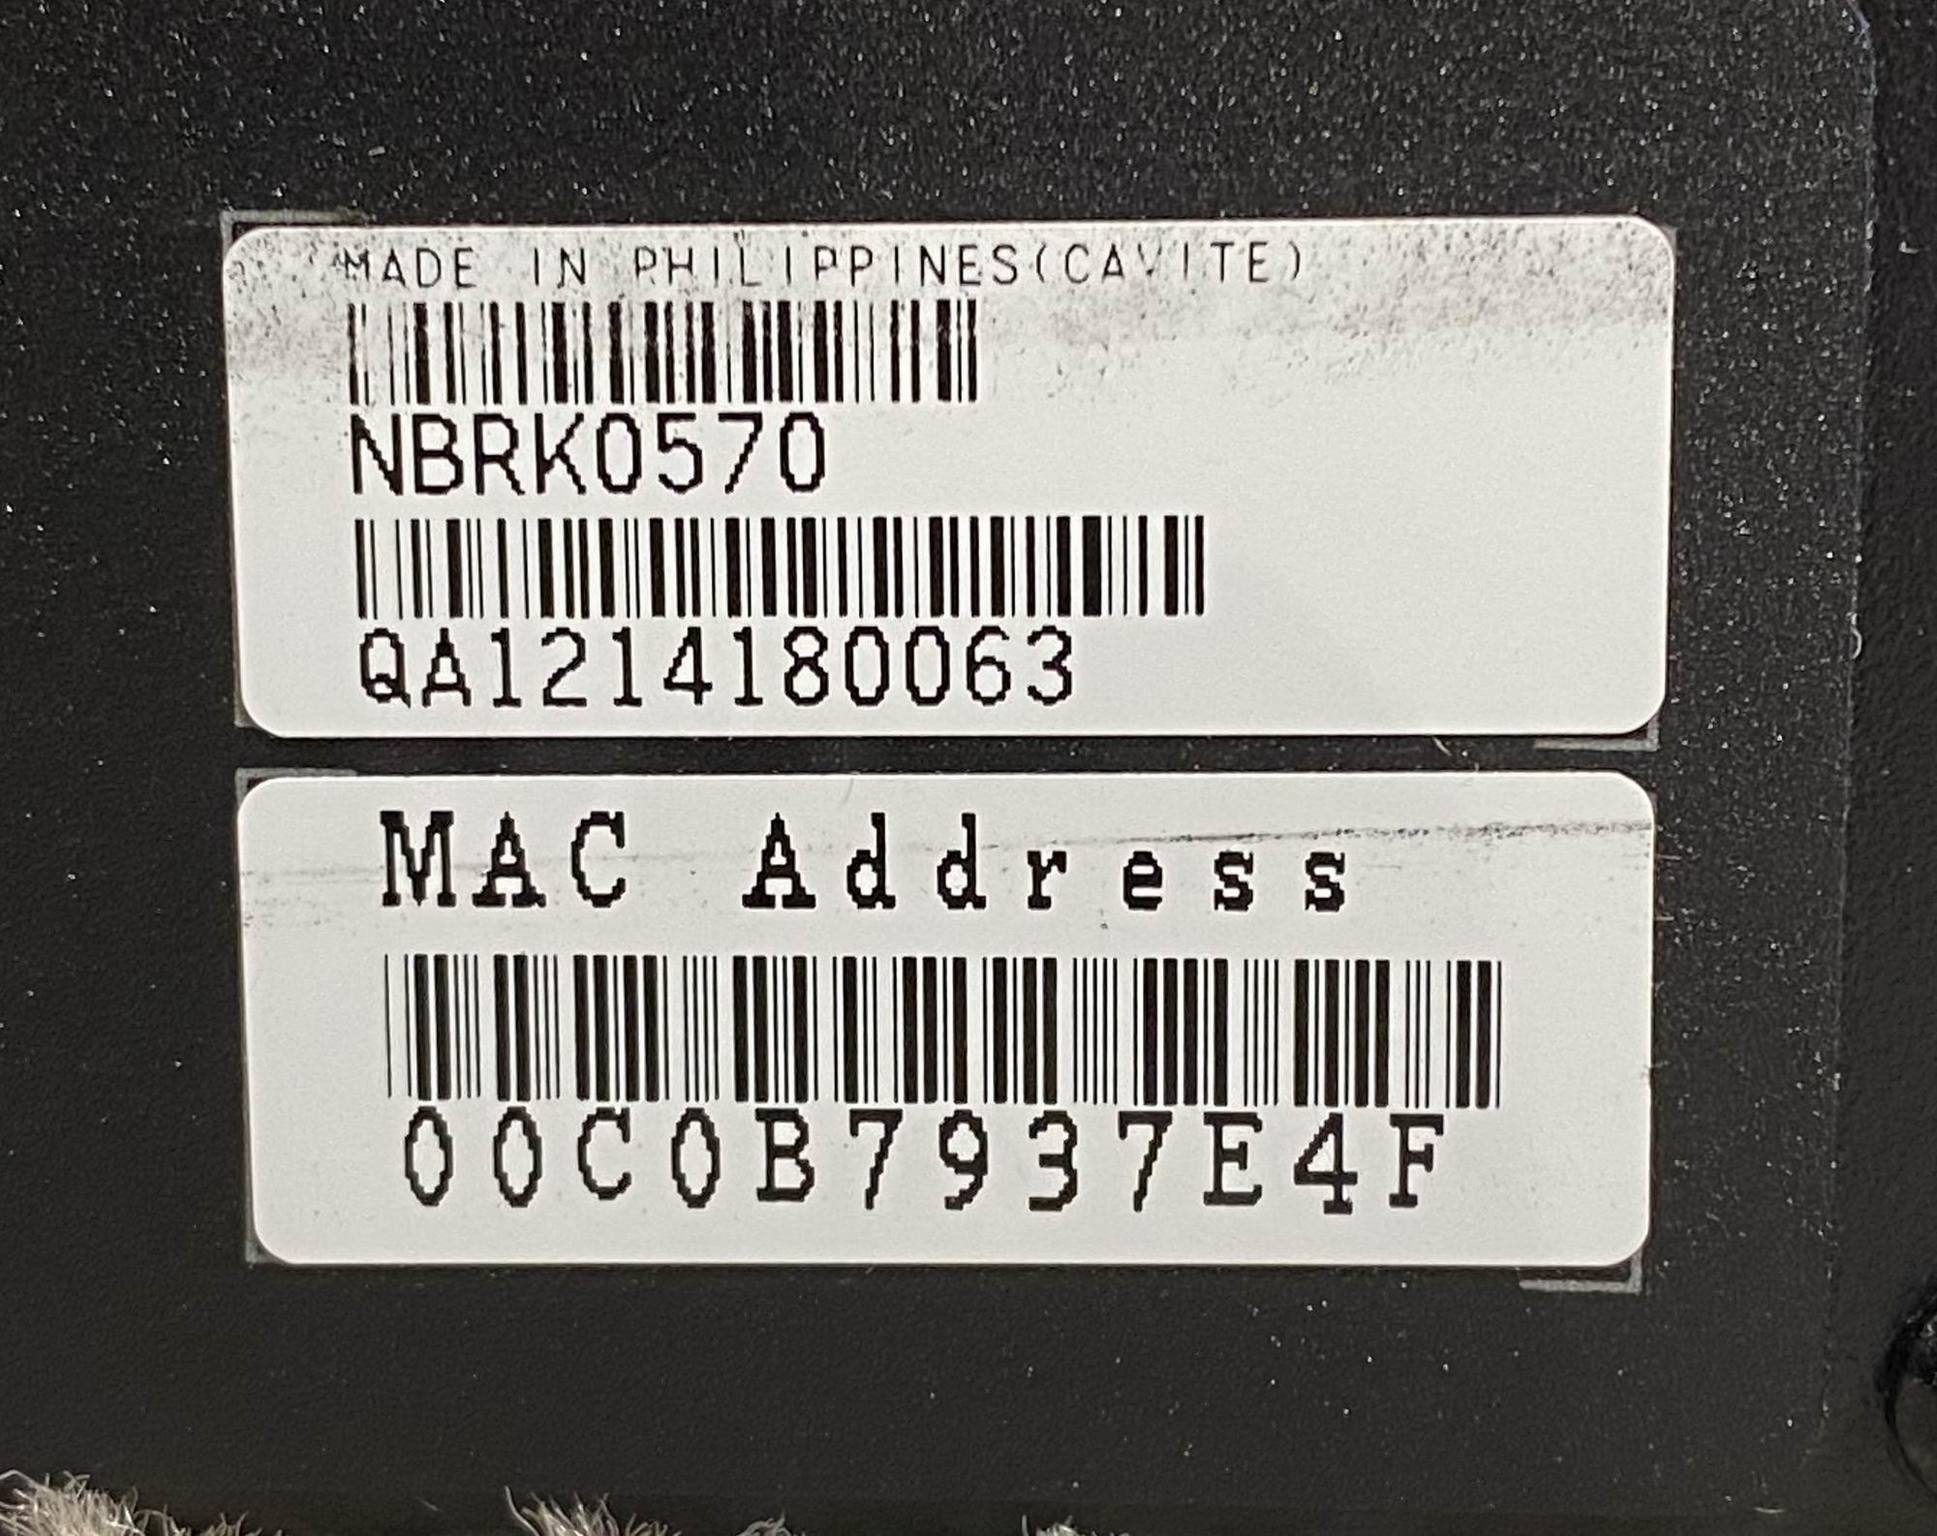 MADE IN PHILIPPINES(CAVITE)
NBRK0570
QA1214180063
MAC Address
00C0B7937E4F